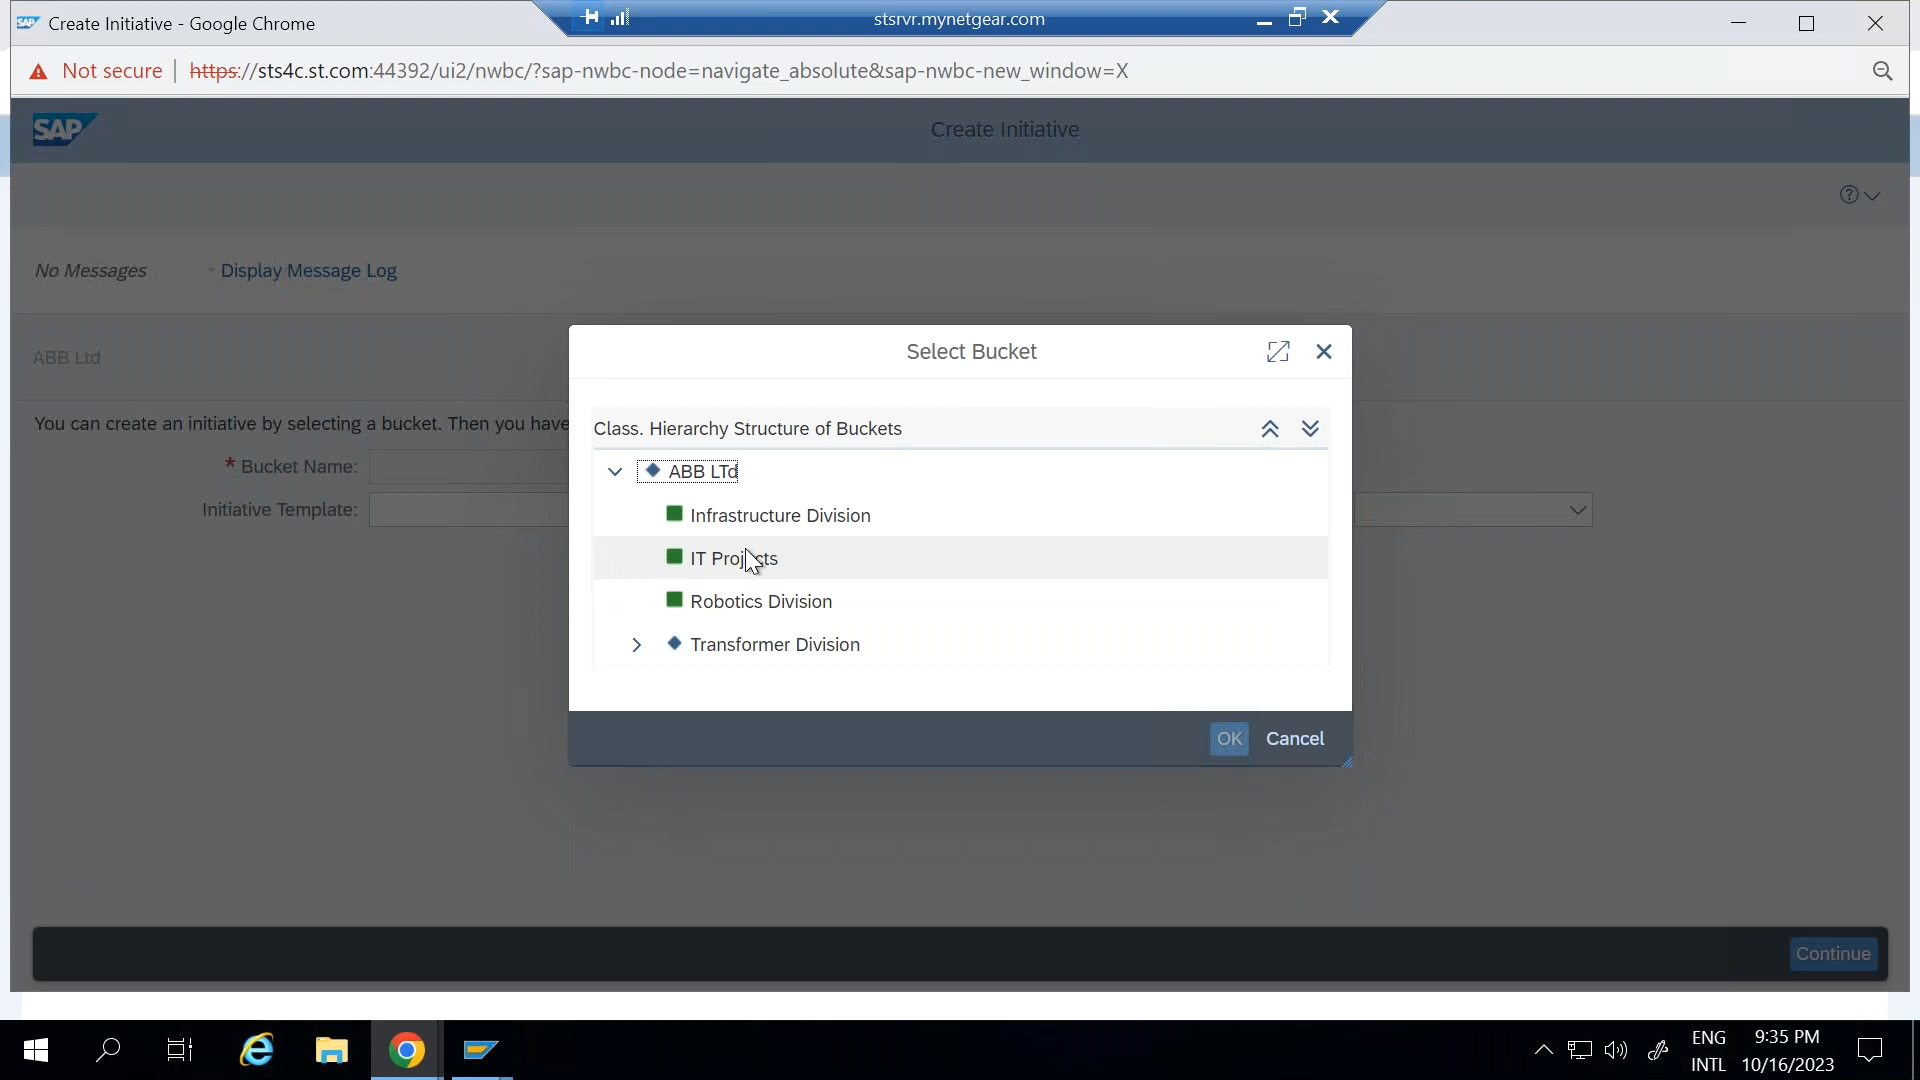 Create Initiative - Google Chrome
stsrvr.mynetgear.com
Not secure | https://sts4c.st.com:44392/ui2/nwbc/?sap-nwbc-node=navigate_absolute&sap-nwbc-new_window=X
SAP
Create Initiative
No Messages
- Display Message Log
ABB Ltd
You can create an initiative by selecting a bucket. Then you have
* Bucket Name:
Initiative Template:
Select Bucket
Class. Hierarchy Structure of Buckets
ABB LTd
Infrastructure Division
IT Projects
Robotics Division
Transformer Division
OK
Cancel
Continue
ENG
INTL
9:35 PM
10/16/2023